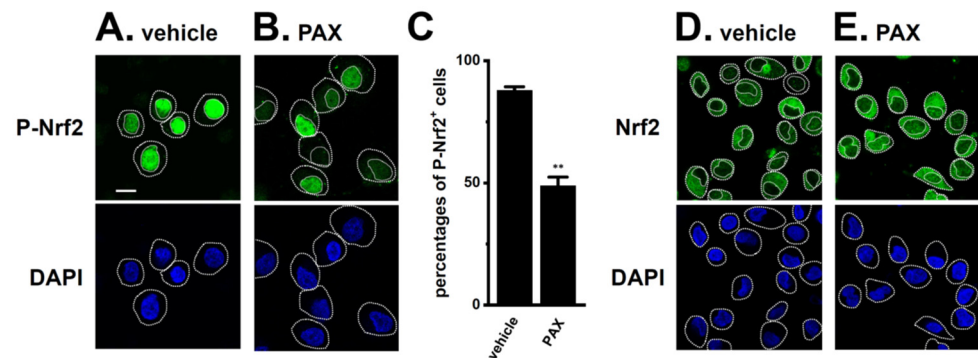 A. vehicle
B. PAX
C
D. vehicle
E. PAX
P-Nrf2
DAPI
percentages of P-Nrf2+ cells
100
50
0
**
vehicle
PAX
Nrf2
DAPI